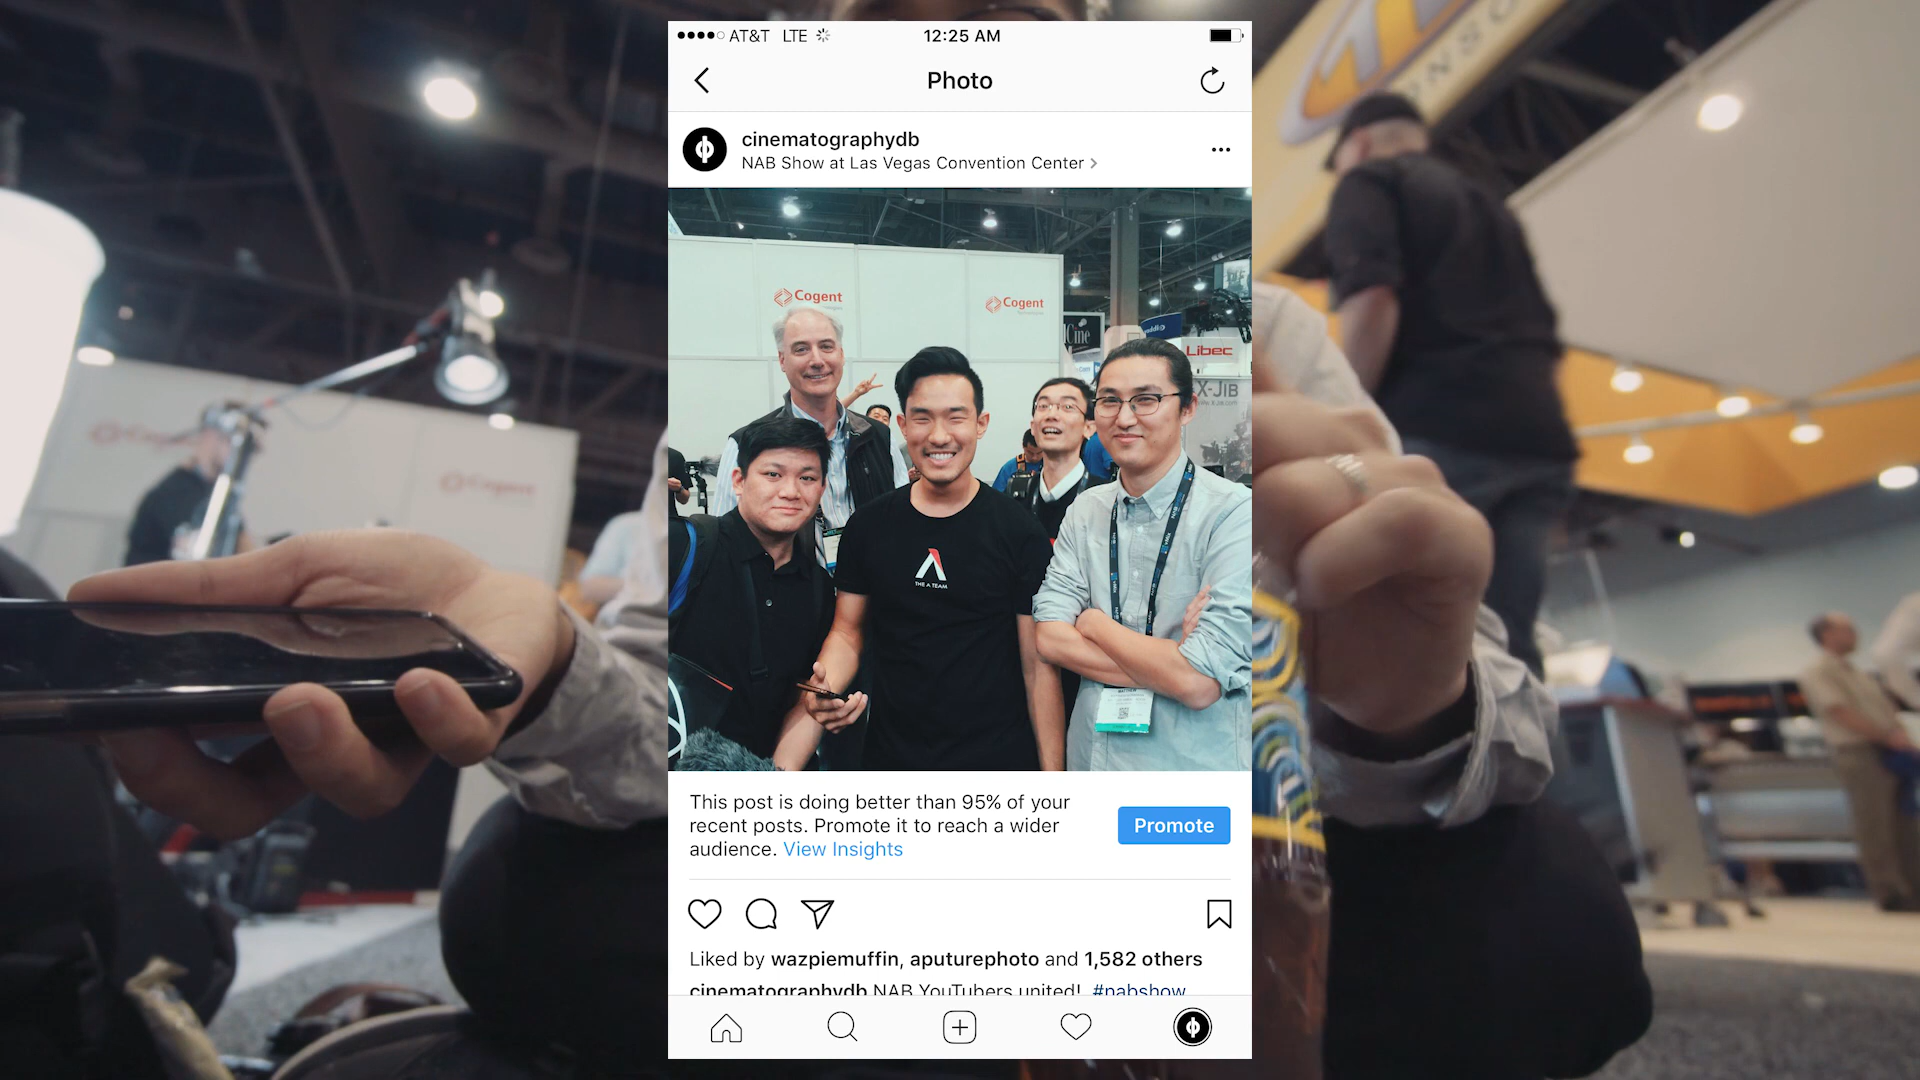 AT&T LTE 12:25 AM
Photo
cinematographydb
NAB Show at Las Vegas Convention Center
Cogent
Cogent
Cine
Libec
X-JIB
THE A TEAM
Cogent
Cogent
This post is doing better than 95% of your
recent posts. Promote it to reach a wider
audience. View Insights
Promote
Liked by wazpiemuffin, aputurephoto and 1,582 others
cinematographydb NAB YouTubers united! #nabshow